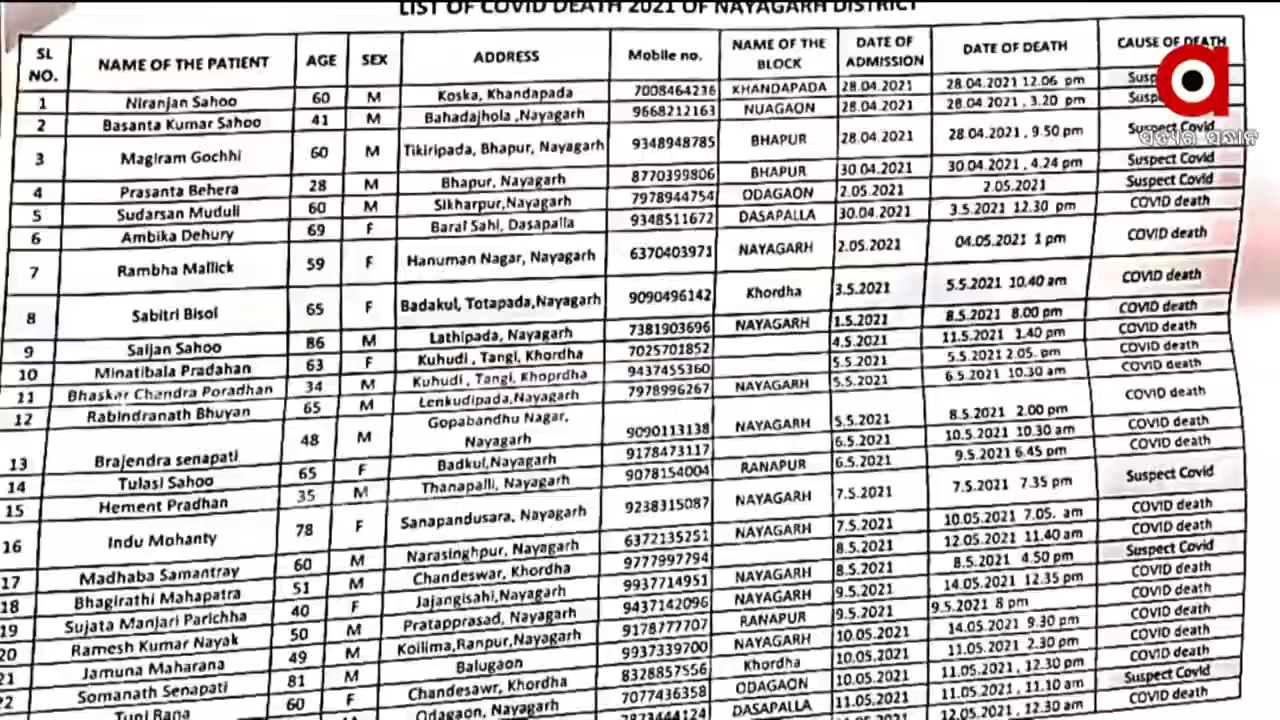 LIST OF COVID DEATH 2021 OF NAYAGARH DISTRICT
SL NO. NAME OF THE PATIENT AGE SEX ADDRESS Mobile no. NAME OF THE BLOCK DATE OF ADMISSION DATE OF DEATH CAUSE OF DEATH
1 Niranjan Sahoo 60 M Koska, Khandapada 7008464236 KHANDAPADA 28.04.2021 28.04.2021 12.06 pm
2 Basanta Kumar Sahoo 41 M Bahadajhola ,Nayagarh 9668212163 NUAGAON 28.04.2021 28.04.2021 , 3.20 pm
3 Magiram Gochhi 60 M Tikiripada, Bhapur, Nayagarh 9348948785 BHAPUR 28.04.2021 28.04.2021 , 9.50 pm Suspect Covid
4 Prasanta Behera 28 M Bhapur, Nayagarh 8770399806 BHAPUR 30.04.2021 30.04.2021 , 4.24 pm Suspect Covid
5 Sudarsan Muduli 60 M Sikharpur,Nayagarh 7978944754 ODAGAON 2.05.2021 2.05.2021 Suspect Covid
6 Ambika Dehury 69 F Baral Sahi, Dasapalla 9348511672 DASAPALLA 30.04.2021 3.5.2021 12.30 pm COVID death
7 Rambha Mallick 59 F Hanuman Nagar, Nayagarh 6370403971 NAYAGARH 2.05.2021 04.05.2021 1 pm COVID death
8 Sabitri Bisol 65 F Badakul, Totapada,Nayagarh 9090496142 Khordha 3.5.2021 5.5.2021 10.40 am COVID death
9 Saijan Sahoo 86 M Lathipada, Nayagarh 7381903696 NAYAGARH 1.5.2021 8.5.2021 8.00 pm COVID death
10 Minatibala Pradahan 63 F Kuhudi , Tangi, Khordha 7025701852 4.5.2021 11.5.2021 1.40 pm COVID death
11 Bhaskar Chandra Poradhan 34 M Kuhudi , Tangi, Khoprdha 9437455360 5.5.2021 5.5.2021 2.05. pm COVID death
12 Rabindranath Bhuyan 65 M Lenkudipada,Nayagarh 7978996267 NAYAGARH 5.5.2021 6.5.2021 10.30 am COVID death
13 Brajendra senapati 48 M Gopabandhu Nagar, Nayagarh 9090113138 NAYAGARH 5.5.2021 8.5.2021 2.00 pm COVID death
14 Tulasi Sahoo 65 F Badkul,Nayagarh 9178473117 6.5.2021 10.5.2021 10.30 am COVID death
15 Hement Pradhan 35 M Thanapalli, Nayagarh 9078154004 RANAPUR 6.5.2021 9.5.2021 6.45 pm COVID death
16 Indu Mohanty 78 F Sanapandusara, Nayagarh 9238315087 NAYAGARH 7.5.2021 7.5.2021 7.35 pm Suspect Covid
17 Madhaba Samantray 60 M Narasinghpur, Nayagarh 6372135251 NAYAGARH 7.5.2021 10.05.2021 7.05. am COVID death
18 Bhagirathi Mahapatra 51 M Chandeswar, Khordha 9777997794 8.5.2021 12.05.2021 11.40 am COVID death
19 Sujata Manjari Parichha 40 F Jajangisahi,Nayagarh 9937714951 NAYAGARH 8.5.2021 8.5.2021 4.50 pm Suspect Covid
20 Ramesh Kumar Nayak 50 M Pratapprasad, Nayagarh 9437142096 NAYAGARH 9.5.2021 14.05.2021 12.35 pm COVID death
21 Jamuna Maharana 49 M Koilima,Ranpur,Nayagarh 9178777707 RANAPUR 9.5.2021 9.5.2021 8 pm COVID death
22 Somanath Senapati 81 M Balugaon 9937339700 NAYAGARH 10.05.2021 14.05.2021 9.30 pm COVID death
Tuni Rana 60 F Chandesawr, Khordha 8328857556 Khordha 10.05.2021 11.05.2021 2.30 pm COVID death
Odagaon, Nayagarh 7077436358 ODAGAON 10.05.2021 11.05.2021 , 12.30 pm Suspect Covid
7873444124 DASAPALLA 11.05.2021 11.05.2021 , 11.10 am COVID death
12.05.2021 , 12.30 am